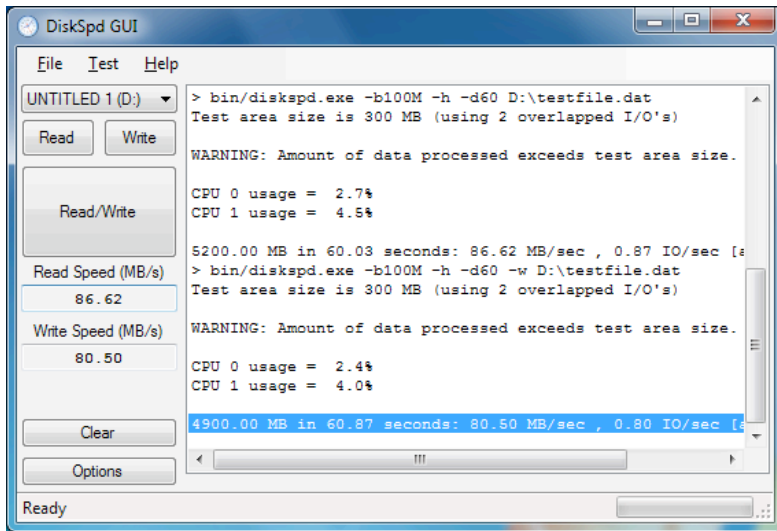 DiskSpd GUI
File Test Help
UNTITLED 1 (D:)
Read Write
Read/Write
Read Speed (MB/s)
86.62
Write Speed (MB/s)
80.50
Clear
Options
> bin/diskspd.exe -b100M -h -d60 D:\testfile.dat
Test area size is 300 MB (using 2 overlapped I/O's)
WARNING: Amount of data processed exceeds test area size.
CPU 0 usage = 2.7%
CPU 1 usage = 4.5%
5200.00 MB in 60.03 seconds: 86.62 MB/sec , 0.87 IO/sec [a
> bin/diskspd.exe -b100M -h -d60 -w D:\testfile.dat
Test area size is 300 MB (using 2 overlapped I/O's)
WARNING: Amount of data processed exceeds test area size.
CPU 0 usage = 2.4%
CPU 1 usage = 4.0%
4900.00 MB in 60.87 seconds: 80.50 MB/sec , 0.80 IO/sec [a
Ready